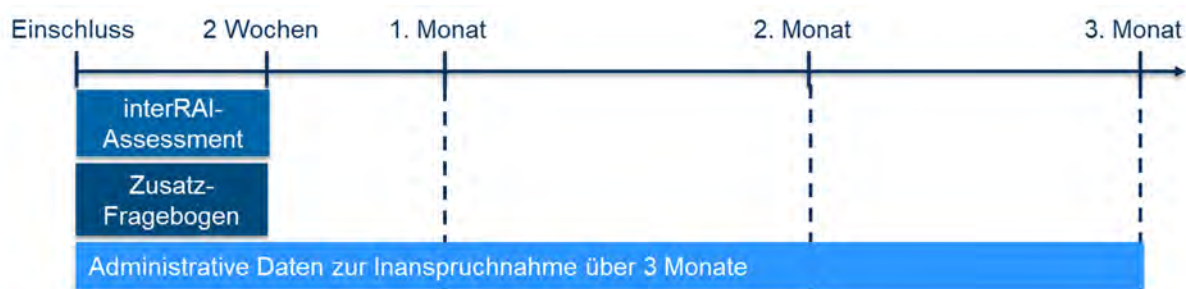 Einschluss 2 Wochen 1. Monat 2. Monat 3. Monat
interRAI-
Assessment
Zusatz-
Fragebogen
Administrative Daten zur Inanspruchnahme über 3 Monate